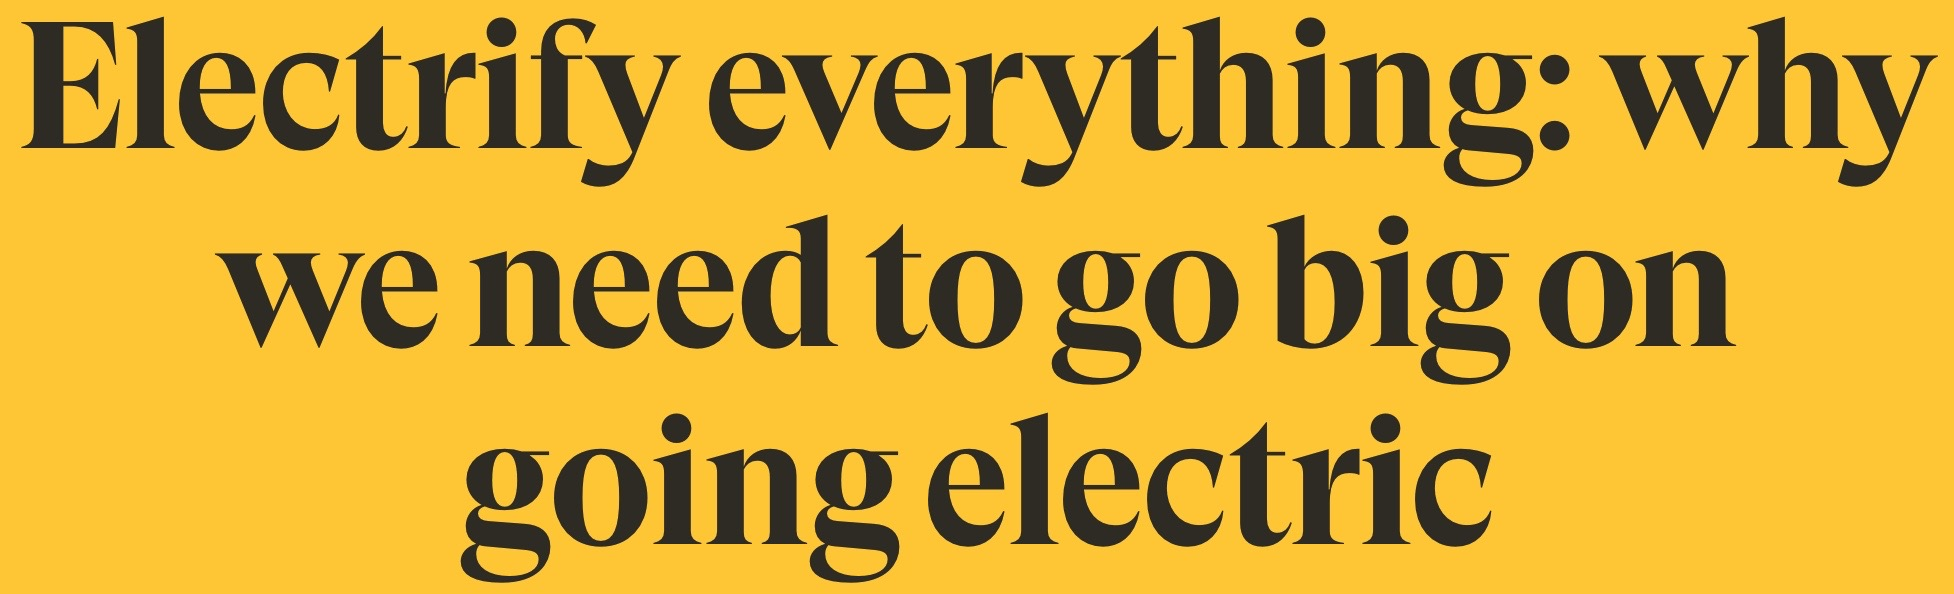 Electrify everything: why
we need to go big on
going electric